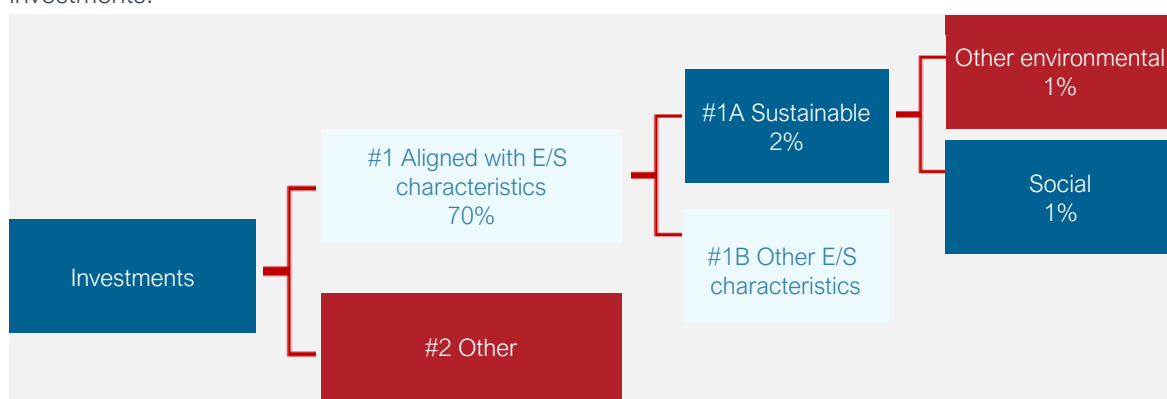 Investments
#1 Aligned with E/S
characteristics
70%
#2 Other
#1A Sustainable
2%
#1B Other E/S
characteristics
Other environmental
1%
Social
1%